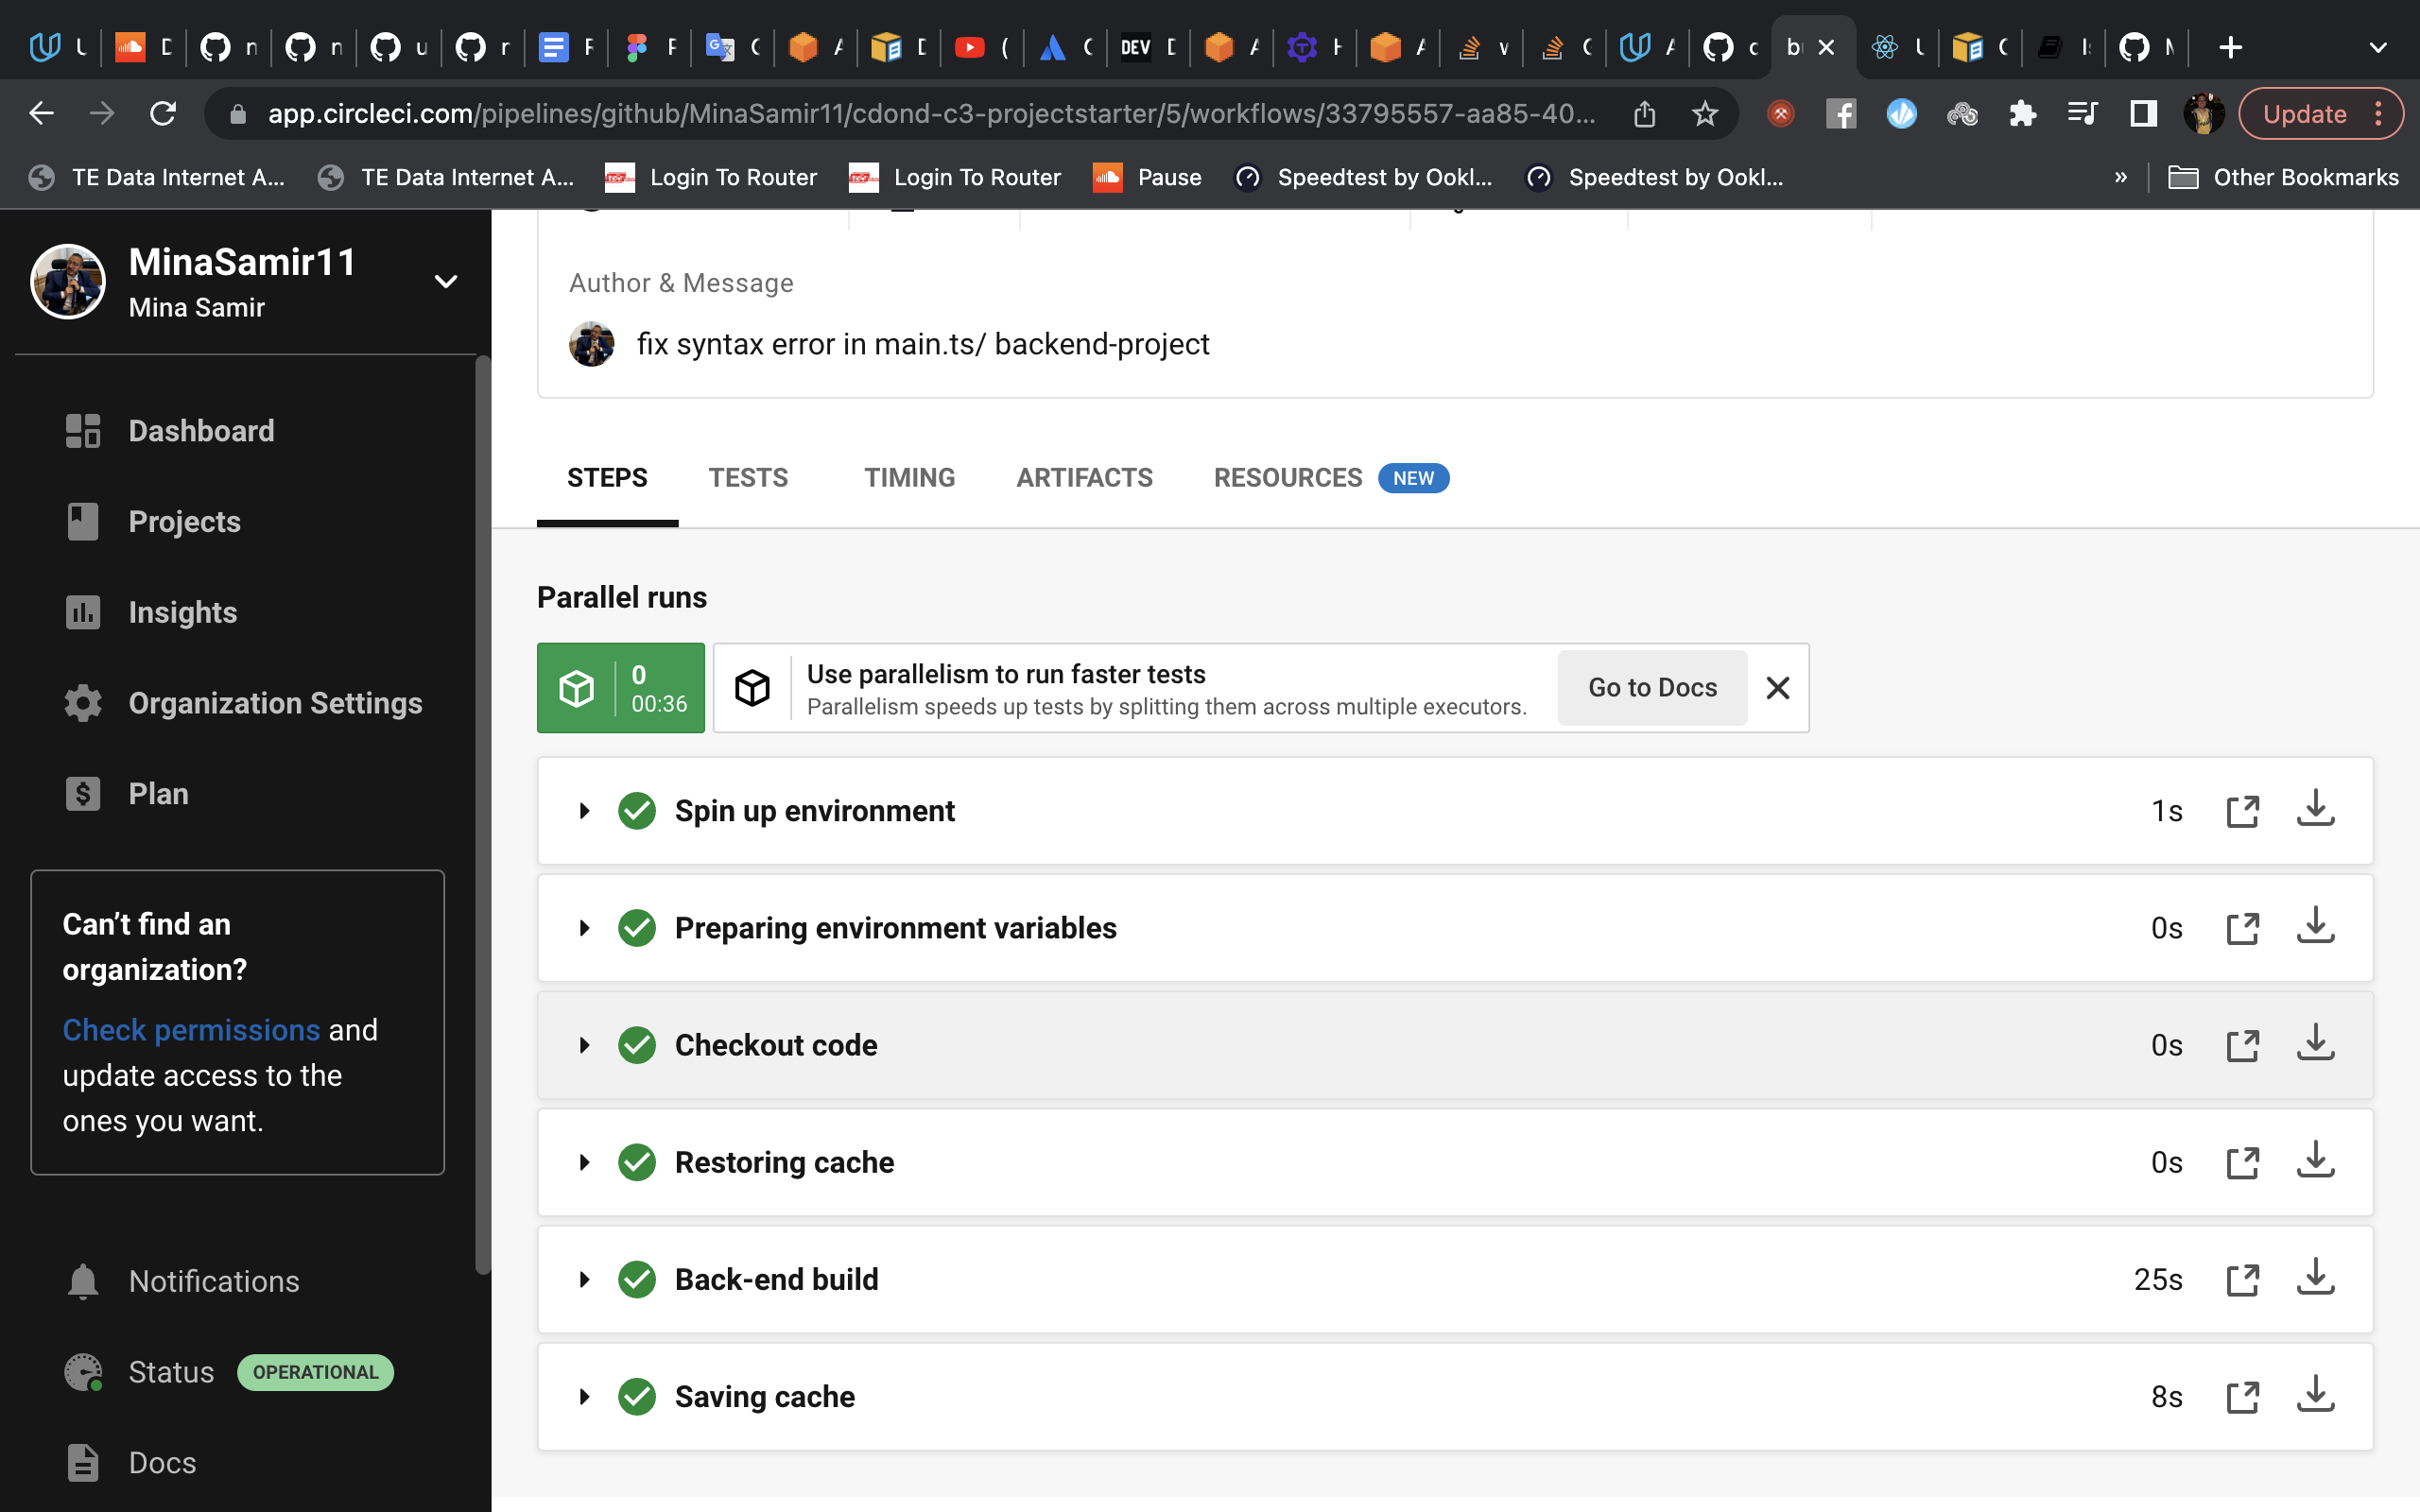 DEV
app.circleci.com/pipelines/github/MinaSamir11/cdond-c3-projectstarter/5/workflows/33795557-aa85-40...
Update
TE Data Internet A...
TE Data Internet A...
Login To Router
Login To Router
Pause
Speedtest by Ookl...
Speedtest by Ookl...
»
Other Bookmarks
MinaSamir11
Mina Samir
Dashboard
Projects
Insights
Organization Settings
Plan
Can’t find an
organization?
Check permissions and
update access to the
ones you want.
Notifications
Status OPERATIONAL
Docs
Author & Message
fix syntax error in main.ts/ backend-project
STEPS TESTS TIMING ARTIFACTS RESOURCES NEW
Parallel runs
0
00:36
Use parallelism to run faster tests
Parallelism speeds up tests by splitting them across multiple executors.
Go to Docs
Spin up environment 1s
Preparing environment variables 0s
Checkout code 0s
Restoring cache 0s
Back-end build 25s
Saving cache 8s